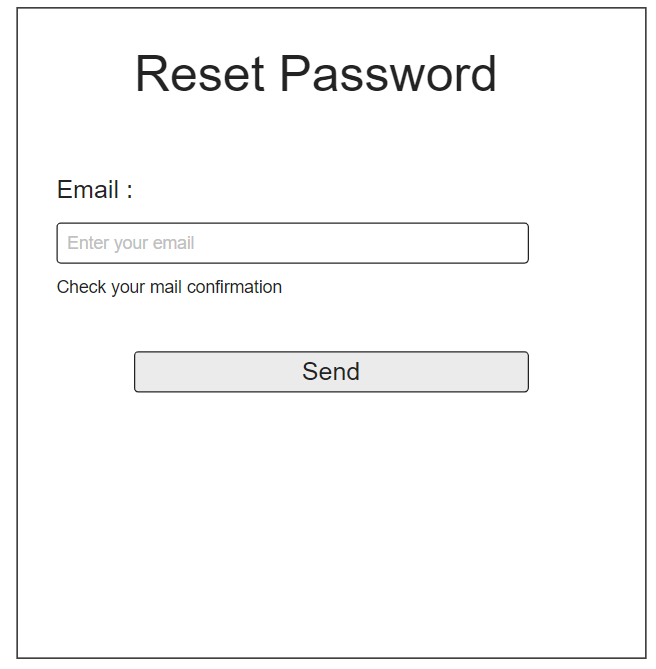 Reset Password
Email :
Enter your email
Check your mail confirmation
Send